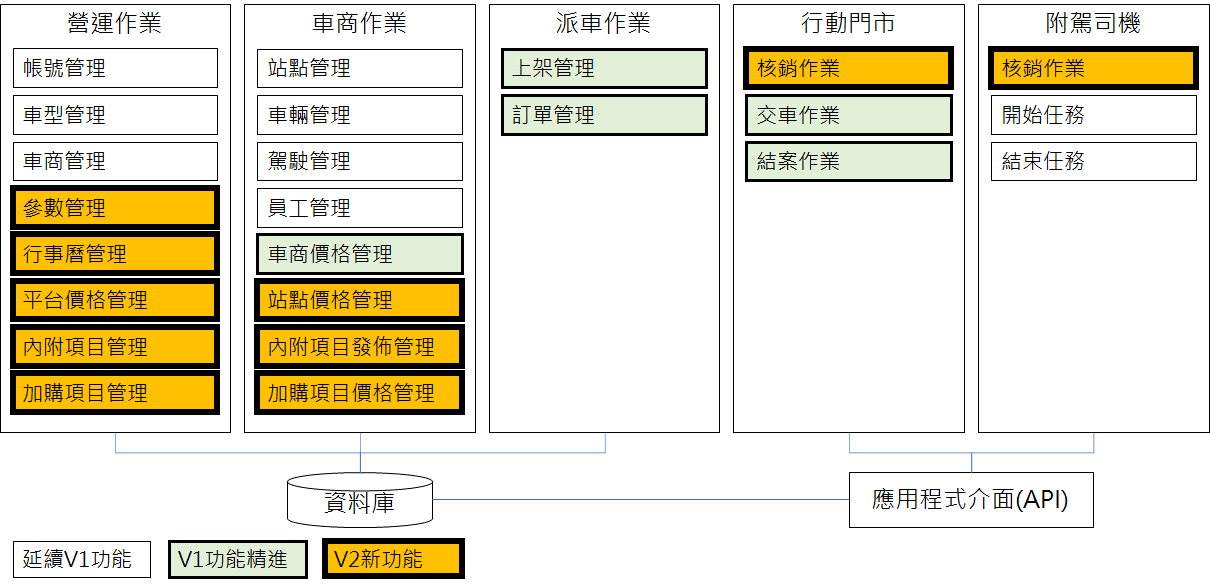 營運作業
帳號管理
車型管理
車商管理
參數管理
行事曆管理
平台價格管理
內附項目管理
加購項目管理
車商作業
站點管理
車輛管理
駕駛管理
員工管理
車商價格管理
站點價格管理
內附項目發佈管理
加購項目價格管理
派車作業
上架管理
訂單管理
行動門市
核銷作業
交車作業
結案作業
附駕司機
核銷作業
開始任務
結束任務
資料庫
應用程式介面(API)
延續V1功能
V1功能精進
V2新功能